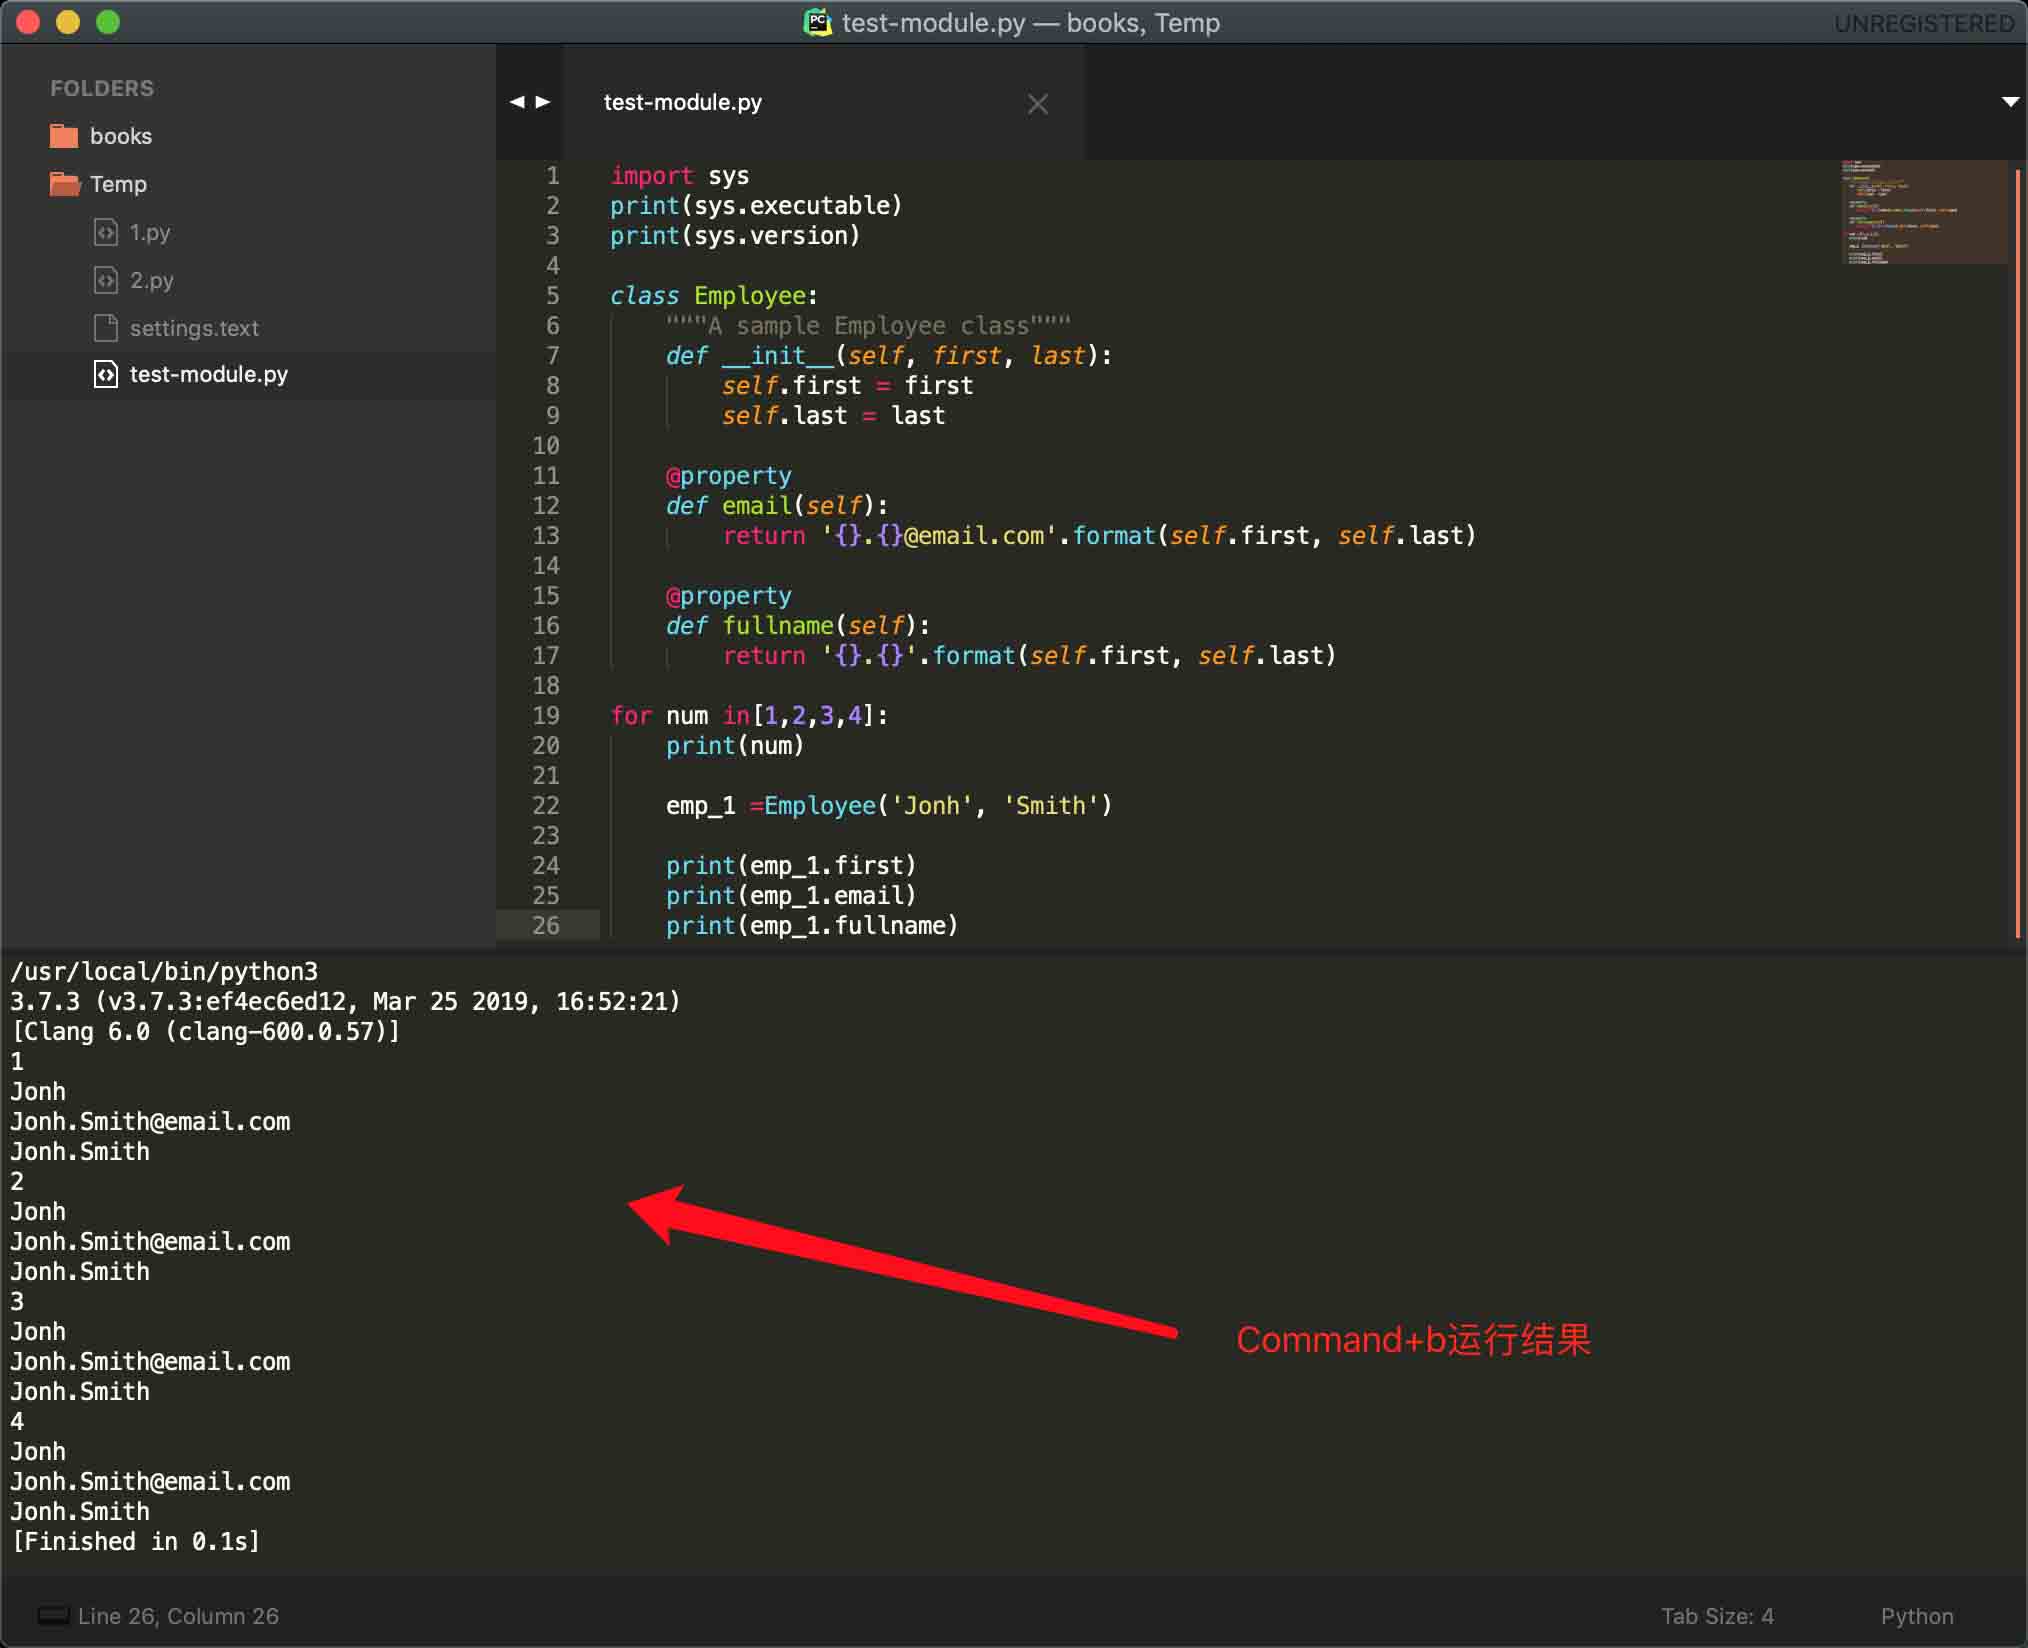 test-module.py — books, Temp
UNREGISTERED
FOLDERS
books
Temp
1.py
2.py
settings.text
test-module.py
test-module.py
1 import sys
2 print(sys.executable)
3 print(sys.version)
4
5 class Employee:
6     """A sample Employee class"""
7     def __init__(self, first, last):
8         self.first = first
9         self.last = last
10
11     @property
12     def email(self):
13         return '{}.{}@email.com'.format(self.first, self.last)
14
15     @property
16     def fullname(self):
17         return '{}.{}'.format(self.first, self.last)
18
19 for num in[1,2,3,4]:
20     print(num)
21
22     emp_1 =Employee('Jonh', 'Smith')
23
24     print(emp_1.first)
25     print(emp_1.email)
26     print(emp_1.fullname)
/usr/local/bin/python3
3.7.3 (v3.7.3:ef4ec6ed12, Mar 25 2019, 16:52:21)
[Clang 6.0 (clang-600.0.57)]
1
Jonh
Jonh.Smith@email.com
Jonh.Smith
2
Jonh
Jonh.Smith@email.com
Jonh.Smith
3
Jonh
Jonh.Smith@email.com
Jonh.Smith
4
Jonh
Jonh.Smith@email.com
Jonh.Smith
[Finished in 0.1s]
Command+b运行结果
Line 26, Column 26
Tab Size: 4
Python